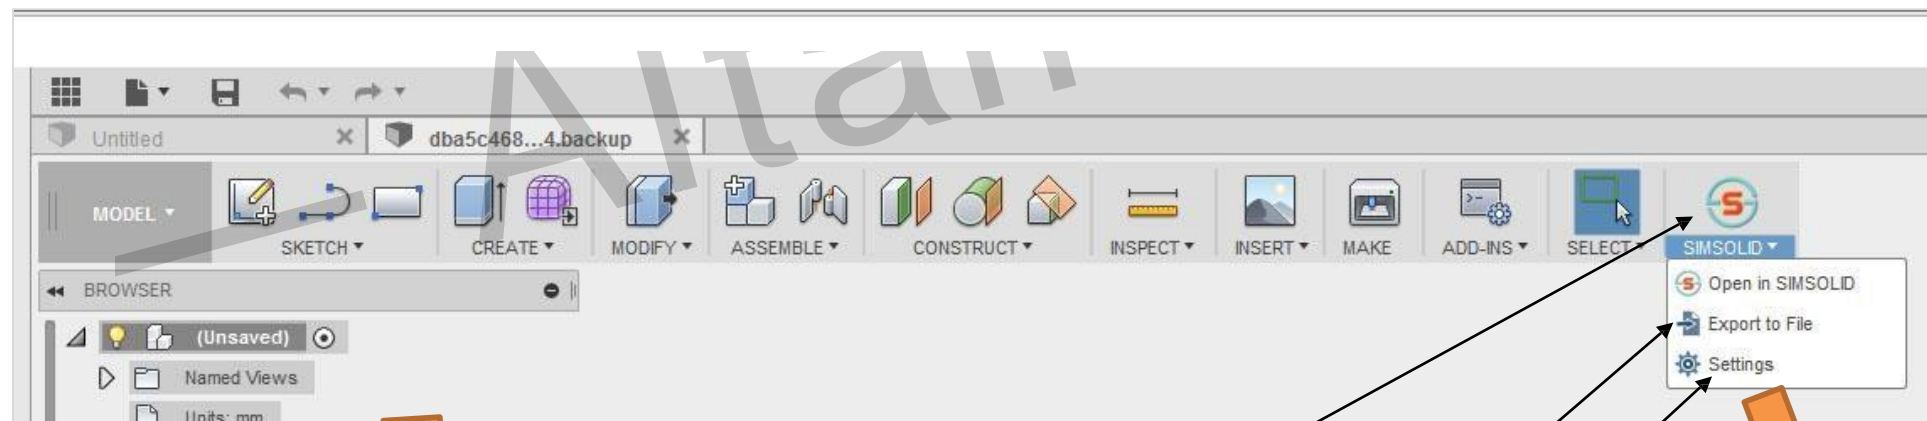 Altair
Untitled
dba5c468...4.backup
MODEL
SKETCH
CREATE
MODIFY
ASSEMBLE
CONSTRUCT
INSPECT
INSERT
MAKE
ADD-INS
SELECT
SIMSOLID
BROWSER
Open in SIMSOLID
(Unsaved)
Export to File
Named Views
Settings
Units: mm